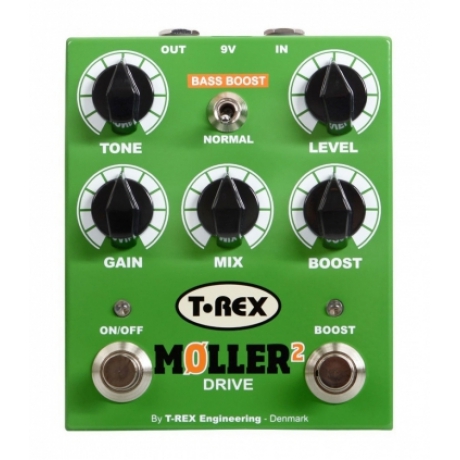 OUT 9V IN
BASS BOOST
NORMAL
TONE LEVEL
GAIN MIX BOOST
T-REX
ON/OFF BOOST
MØLLER2
DRIVE
By T-REX Engineering - Denmark